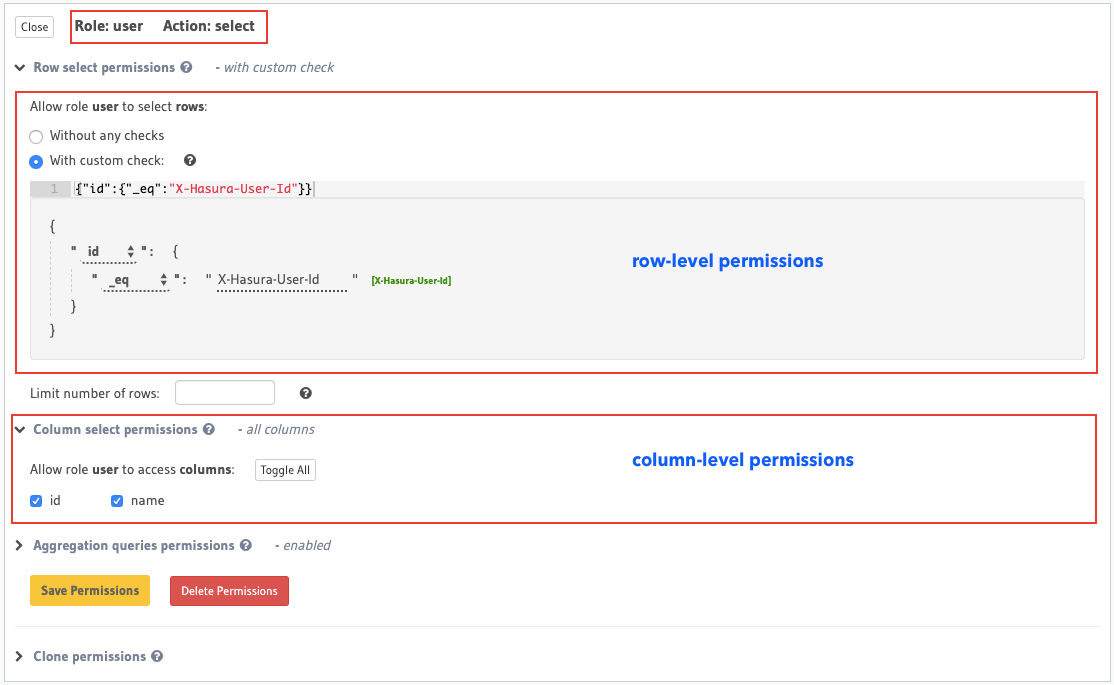 Close Role: user Action: select
Row select permissions - with custom check
Allow role user to select rows:
Without any checks
With custom check:
1 {"id":{"_eq":"X-Hasura-User-Id"}}
{
" id ": {
" _eq ": " X-Hasura-User-Id " [X-Hasura-User-Id]
row-level permissions
}
}
Limit number of rows:
Column select permissions - all columns
Allow role user to access columns: Toggle All
column-level permissions
id name
Aggregation queries permissions - enabled
Save Permissions Delete Permissions
Clone permissions